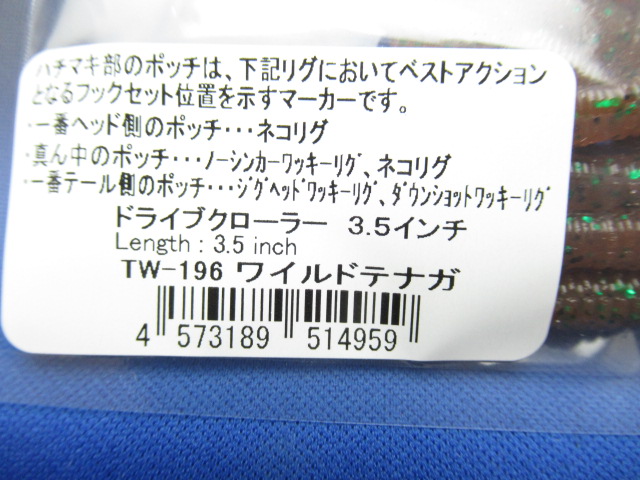 ハチマキ部のポッチは、下記リグにおいてベストアクション
となるフックセット位置を示すマーカーです。
・一番ヘッド側のポッチ・・・ネコリグ
・真ん中のポッチ・・・ノーシンカーワッキーリグ、ネコリグ
・一番テール側のポッチ・・・ジグヘッドワッキーリグ、ダウンショットワッキーリグ
ドライブクローラー 3.5インチ
Length : 3.5 inch
TW-196 ワイルドテナガ
4 573189 514959